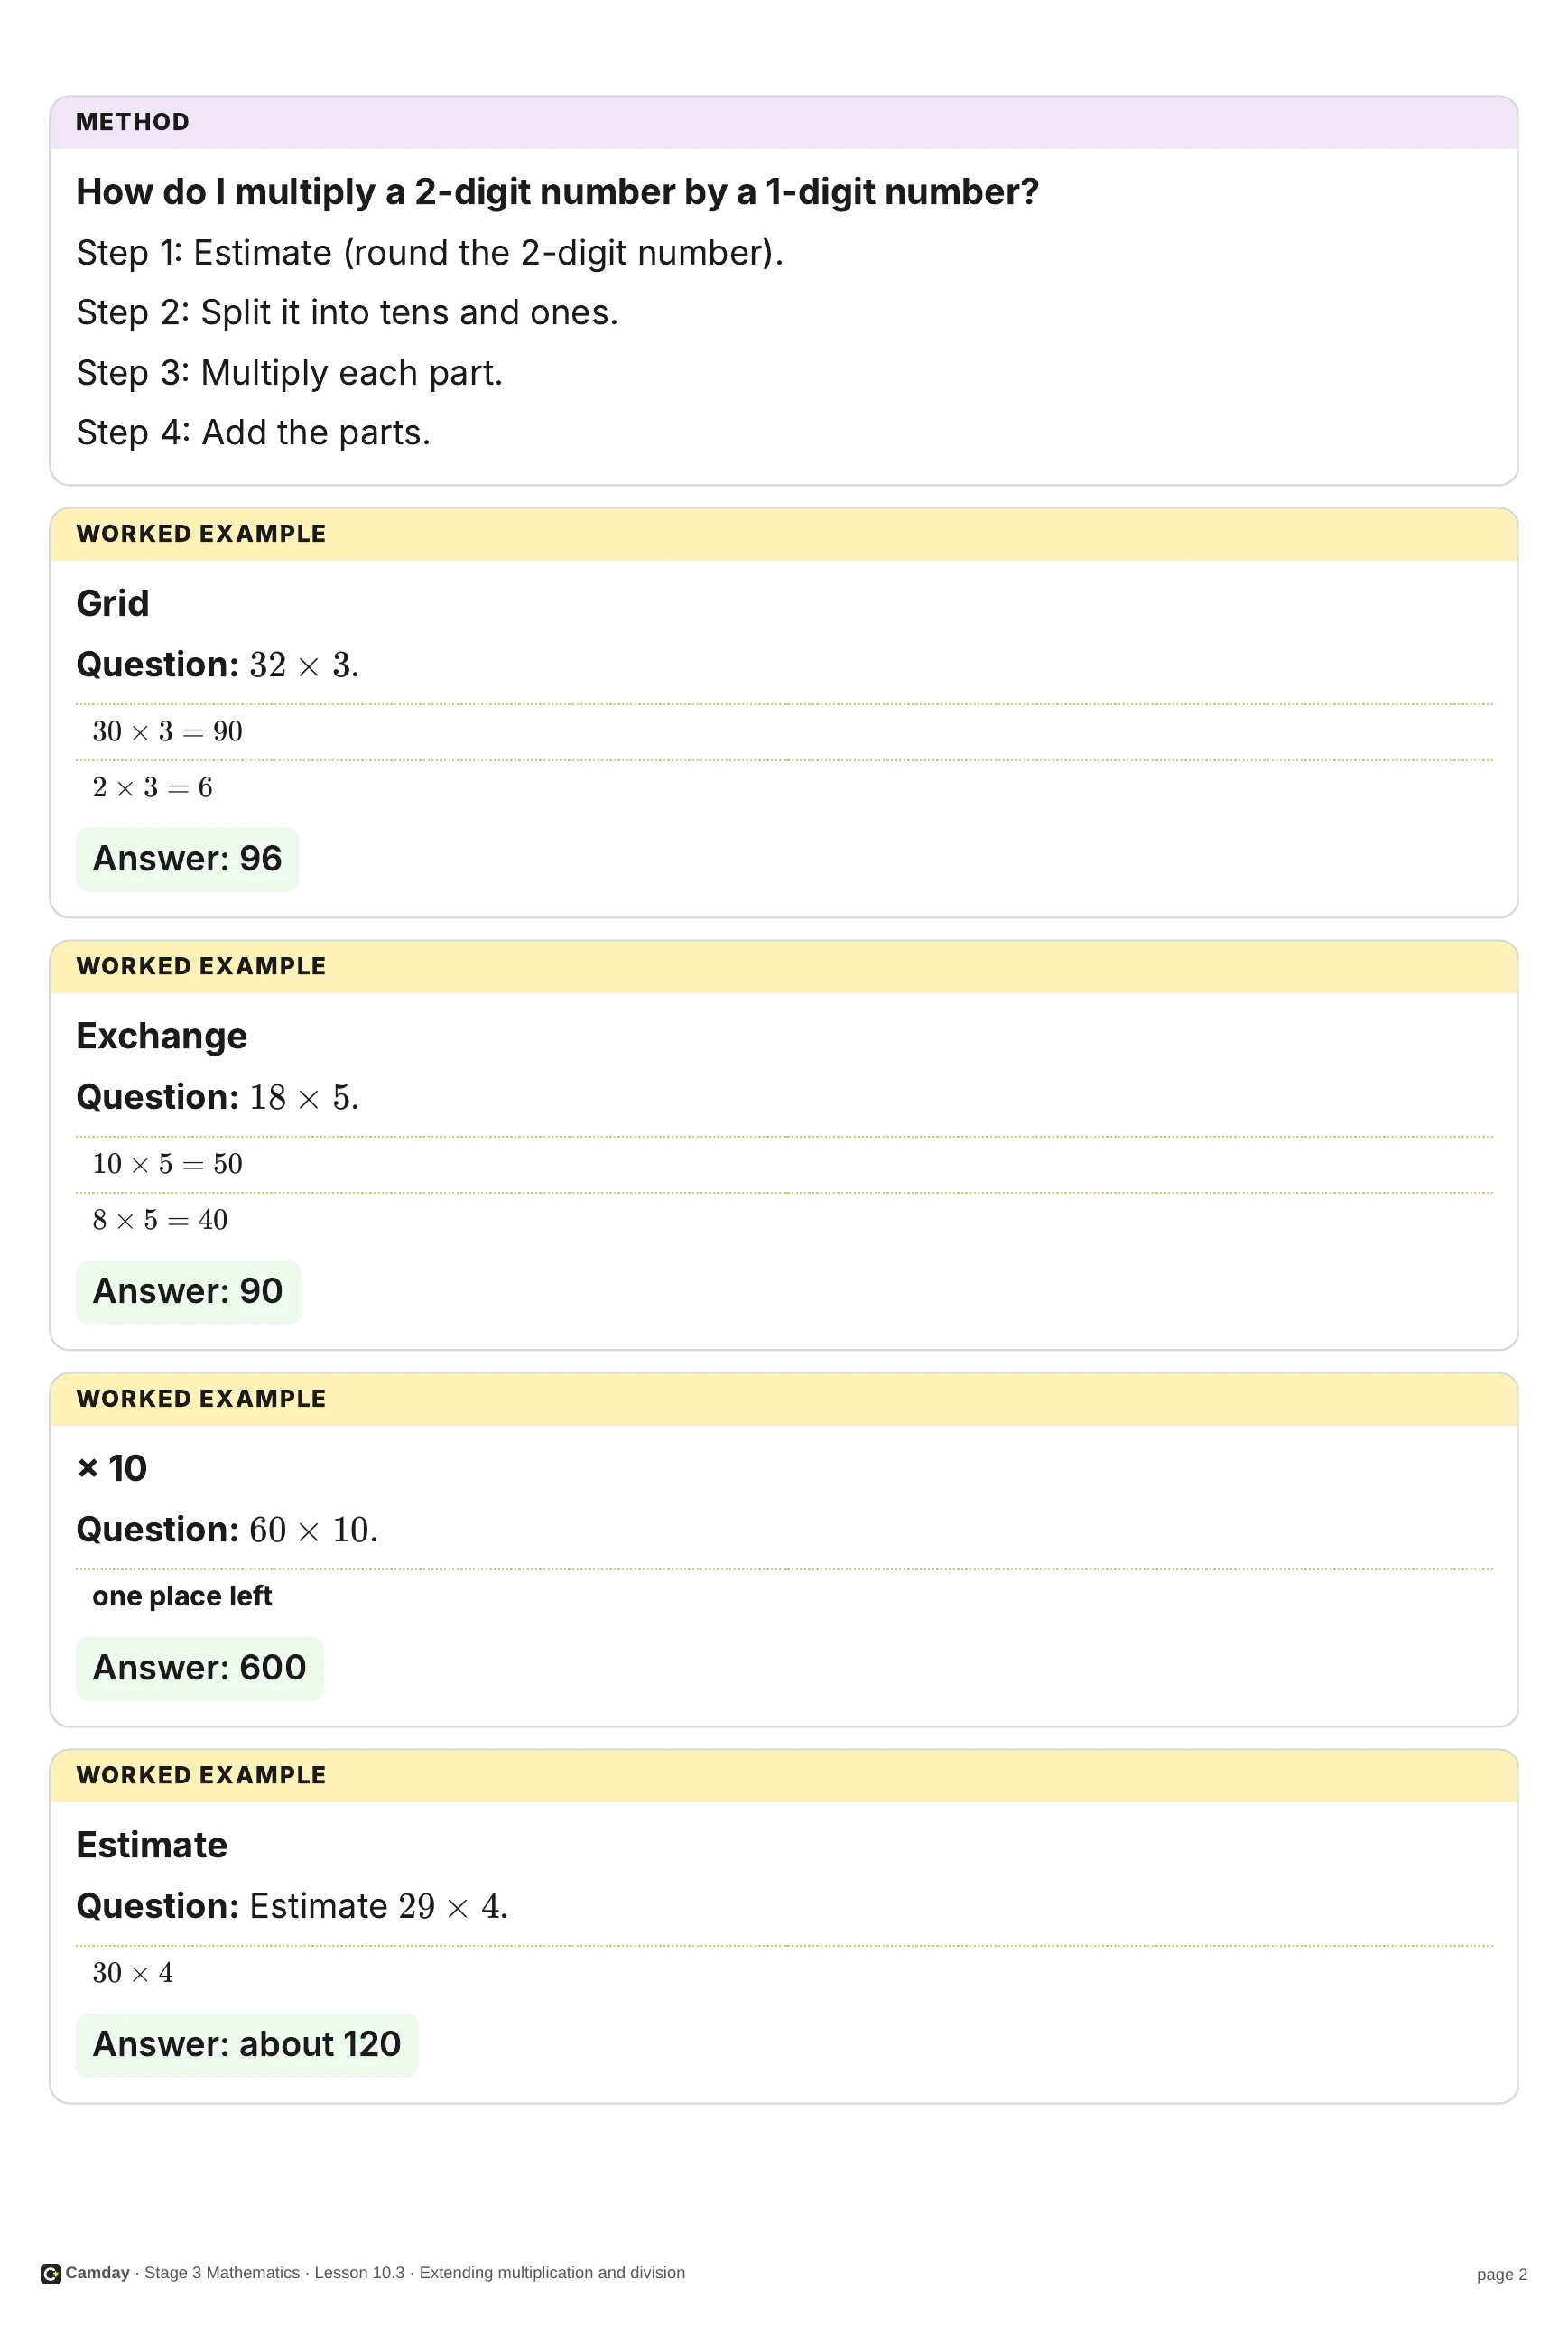 METHOD
How do I multiply a 2-digit number by a 1-digit number?
Step 1: Estimate (round the 2-digit number).
Step 2: Split it into tens and ones.
Step 3: Multiply each part.
Step 4: Add the parts.
WORKED EXAMPLE
Grid
Question: 32 × 3.
30 × 3 = 90
2 × 3 = 6
Answer: 96
WORKED EXAMPLE
Exchange
Question: 18 × 5.
10 × 5 = 50
8 × 5 = 40
Answer: 90
WORKED EXAMPLE
× 10
Question: 60 × 10.
one place left
Answer: 600
WORKED EXAMPLE
Estimate
Question: Estimate 29 × 4.
30 × 4
Answer: about 120
Camday · Stage 3 Mathematics · Lesson 10.3 · Extending multiplication and division
page 2